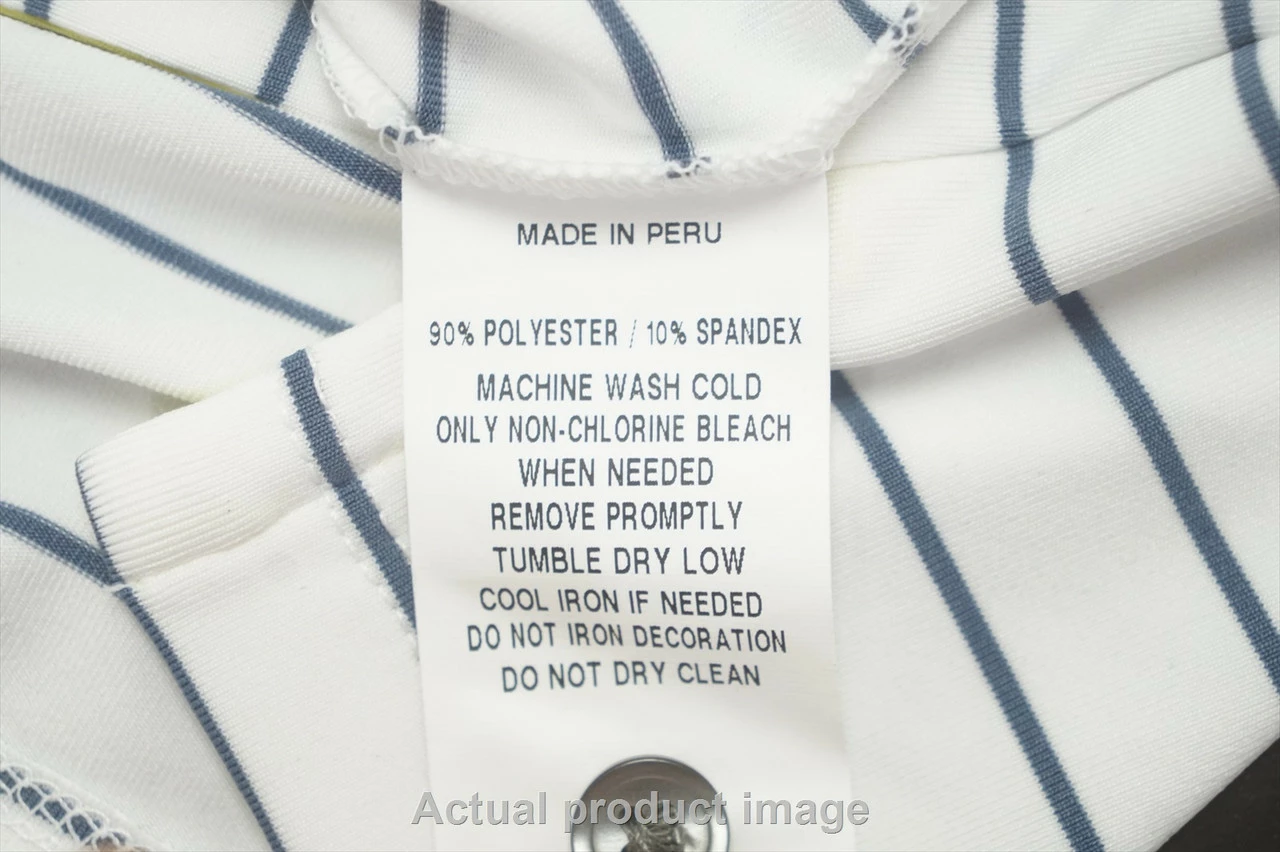 MADE IN PERU
90% POLYESTER / 10% SPANDEX
MACHINE WASH COLD
ONLY NON-CHLORINE BLEACH
WHEN NEEDED
REMOVE PROMPTLY
TUMBLE DRY LOW
COOL IRON IF NEEDED
DO NOT IRON DECORATION
DO NOT DRY CLEAN
Actual product image